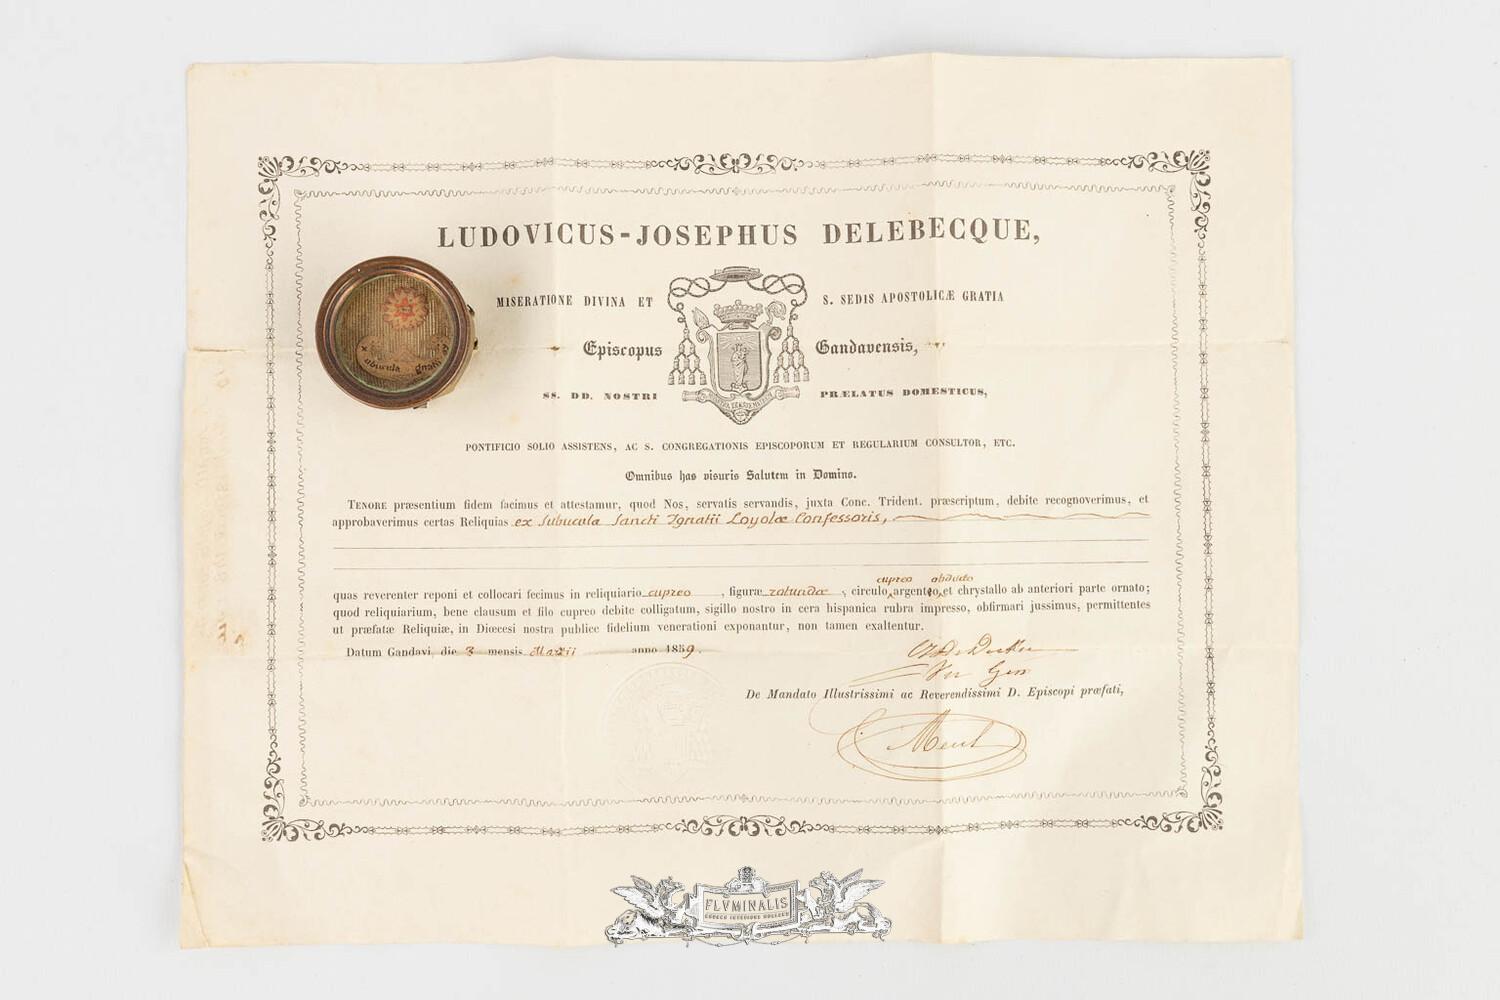 LUDOVICUS-JOSEPHUS DELEBECQUE,
MISERATIONE DIVINA ET S. SEDIS APOSTOLICÆ GRATIA
Episcopus Gandavensis,
SS. DD. NOSTRI PRÆLATUS DOMESTICUS,
PONTIFICIO SOLIO ASSISTENS, AC S. CONGREGATIONIS EPISCOPORUM ET REGULARIUM CONSULTOR, ETC.
Omnibus has visuris Salutem in Domino.
TENORE præsentium fidem facimus et attestamur, quod Nos, servatis servandis, juxta Conc. Trident. præscriptum, debite recognoverimus, et
approbaverimus certas Reliquias ex Subucula Sancti Ignatii Loyolæ Confessoris,
cupreo obducto
quas reverenter reponi et collocari fecimus in reliquiario cupreo, figuræ rotundæ, circulo argenteo, et chrystallo ab anteriori parte ornato;
quod reliquiarium, bene clausum et filo cupreo debite colligatum, sigillo nostro in cera hispanica rubra impresso, obfirmari jussimus, permittentes
ut præfatæ Reliquiæ, in Diœcesi nostra publice fidelium venerationi exponantur, non tamen exaltentur.
Datum Gandavi, die 3 mensis Martii anno 1859.
Vic Gen
De Mandato Illustrissimi ac Reverendissimi D. Episcopi præfati,
ubucula gnatii
FLVMINALIS